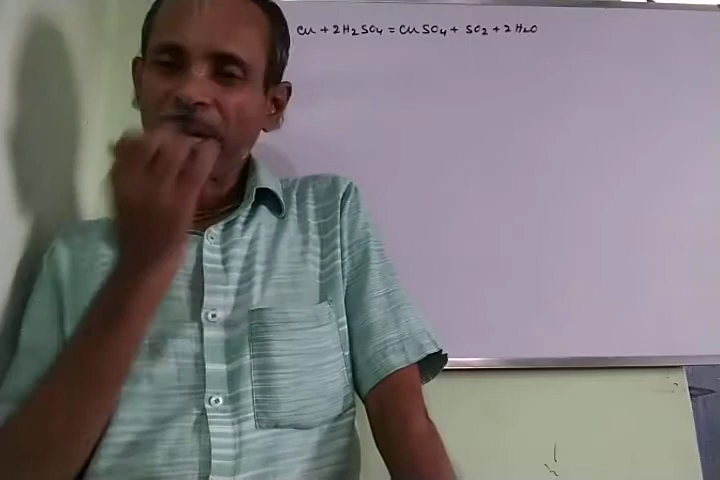 Cu + 2H₂SO₄ = CuSO₄ + SO₂ + 2H₂O